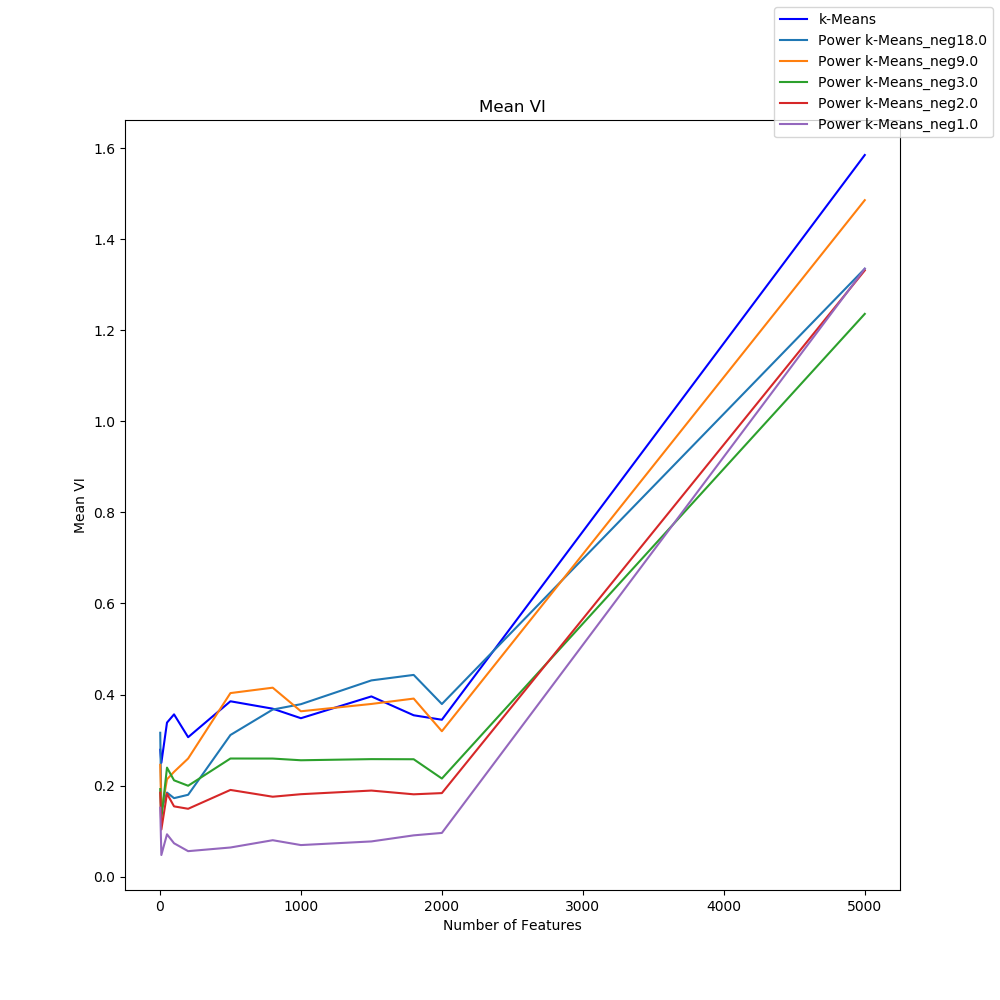 k-Means
Power k-Means_neg18.0
Power k-Means_neg9.0
Power k-Means_neg3.0
Power k-Means_neg2.0
Power k-Means_neg1.0
Mean VI
1.6
1.4
1.2
1.0
0.8
0.6
0.4
0.2
0.0
Mean VI
0 1000 2000 3000 4000 5000
Number of Features